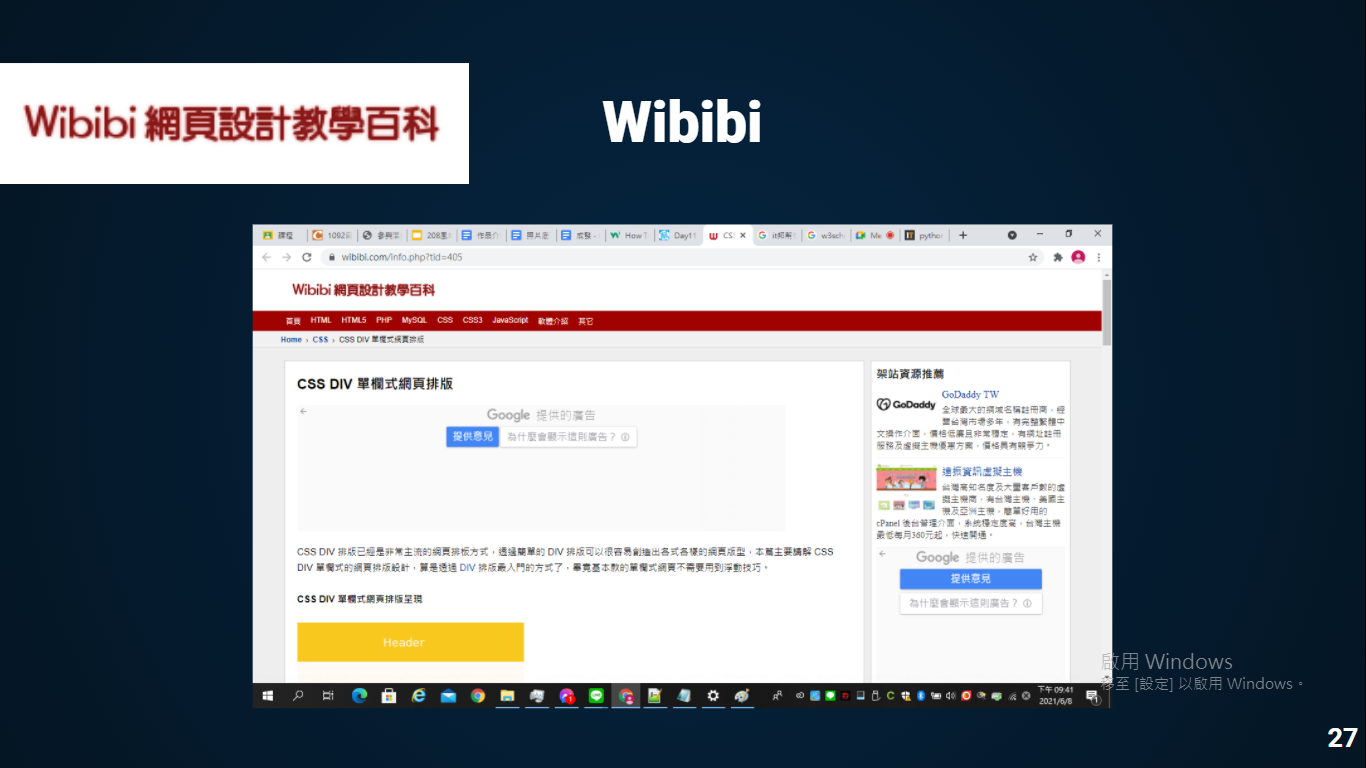 Wibibi 網頁設計教學百科
Wibibi
課程
1092
208
How T
Day11
CS
w3sch
Me
pytho
wibibi.com/info.php?tid=405
Wibibi 網頁設計教學百科
首頁 HTML HTML5 PHP MySQL CSS CSS3 JavaScript 軟體介紹 其它
Home › CSS › CSS DIV 單欄式網頁排版
CSS DIV 單欄式網頁排版
Google 提供的廣告
提供意見 為什麼會顯示這則廣告？
CSS DIV 排版已經是非常主流的網頁排板方式，透過簡單的 DIV 排版可以很容易創造出各式各樣的網頁版型，本篇主要講解 CSS
DIV 單欄式的網頁排版設計，算是透過 DIV 排版最入門的方式了，畢竟基本款的單欄式網頁不需要用到浮動技巧。
CSS DIV 單欄式網頁排版呈現
Header
架站資源推薦
GoDaddy
GoDaddy TW
全球最大的網域名稱註冊商，經
營台灣市場多年，有完整繁體中
文操作介面，價格低廉且非常穩定，有網址註冊
服務及虛擬主機優惠方案，價格具有競爭力。
遠振資訊虛擬主機
台灣高知名度及大量客戶數的虛
擬主機商，有台灣主機、美國主
機及亞洲主機，簡單好用的
cPanel 後台管理介面，系統穩定度高，台灣主機
最低每月360元起，快速開通。
Google 提供的廣告
提供意見
為什麼會顯示這則廣告？
下午 09:41
2021/6/8
啟用 Windows
移至 [設定] 以啟用 Windows。
27